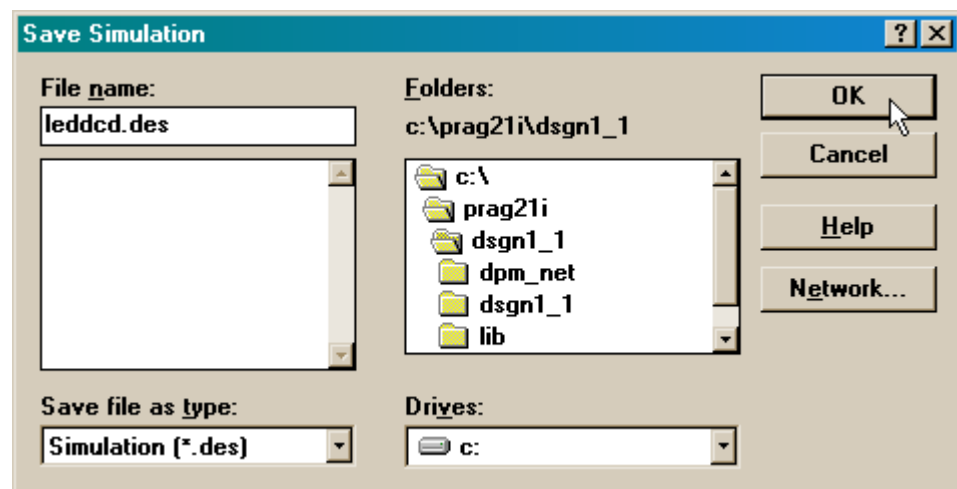 Save Simulation
File name:
leddcd.des
Save file as type:
Simulation (*.des)
Folders:
c:\prag21i\dsgn1_1
c:\
prag21i
dsgn1_1
dpm_net
dsgn1_1
lib
Drives:
c:
OK
Cancel
Help
Network...